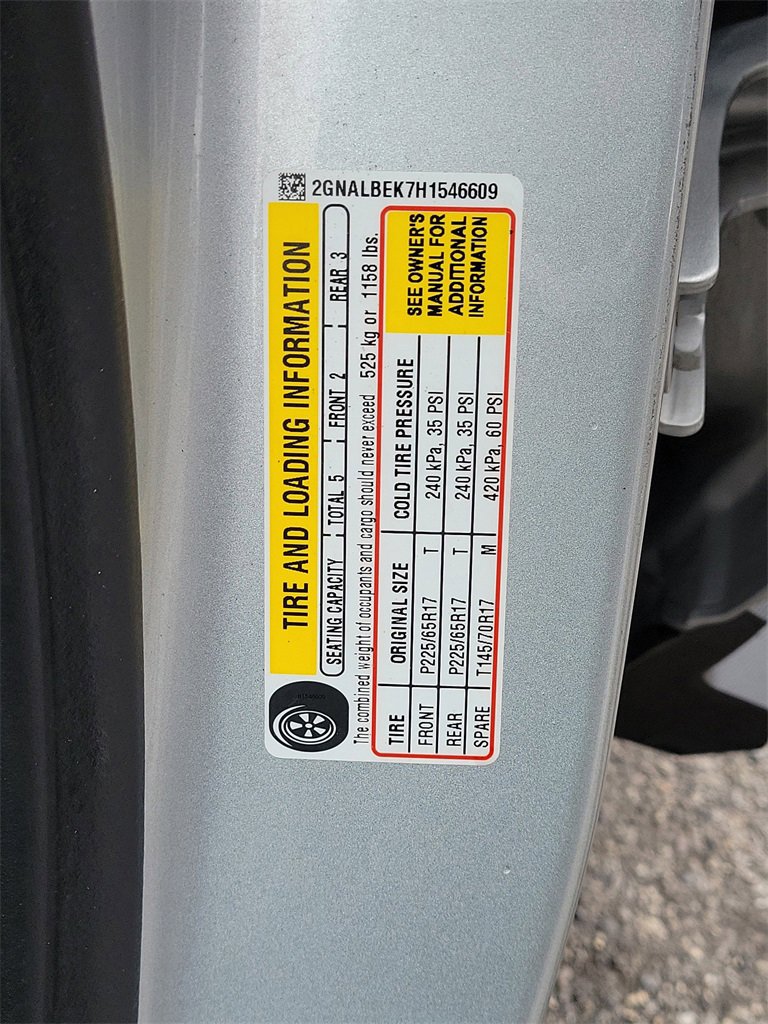 2GNALBEK7H1546609
TIRE AND LOADING INFORMATION
SEATING CAPACITY TOTAL 5 FRONT 2 REAR 3
The combined weight of occupants and cargo should never exceed 525 kg or 1158 lbs.
TIRE ORIGINAL SIZE COLD TIRE PRESSURE
FRONT P225/65R17 T 240 kPa, 35 PSI
REAR P225/65R17 T 240 kPa, 35 PSI
SPARE T145/70R17 M 420 kPa, 60 PSI
SEE OWNER'S
MANUAL FOR
ADDITIONAL
INFORMATION